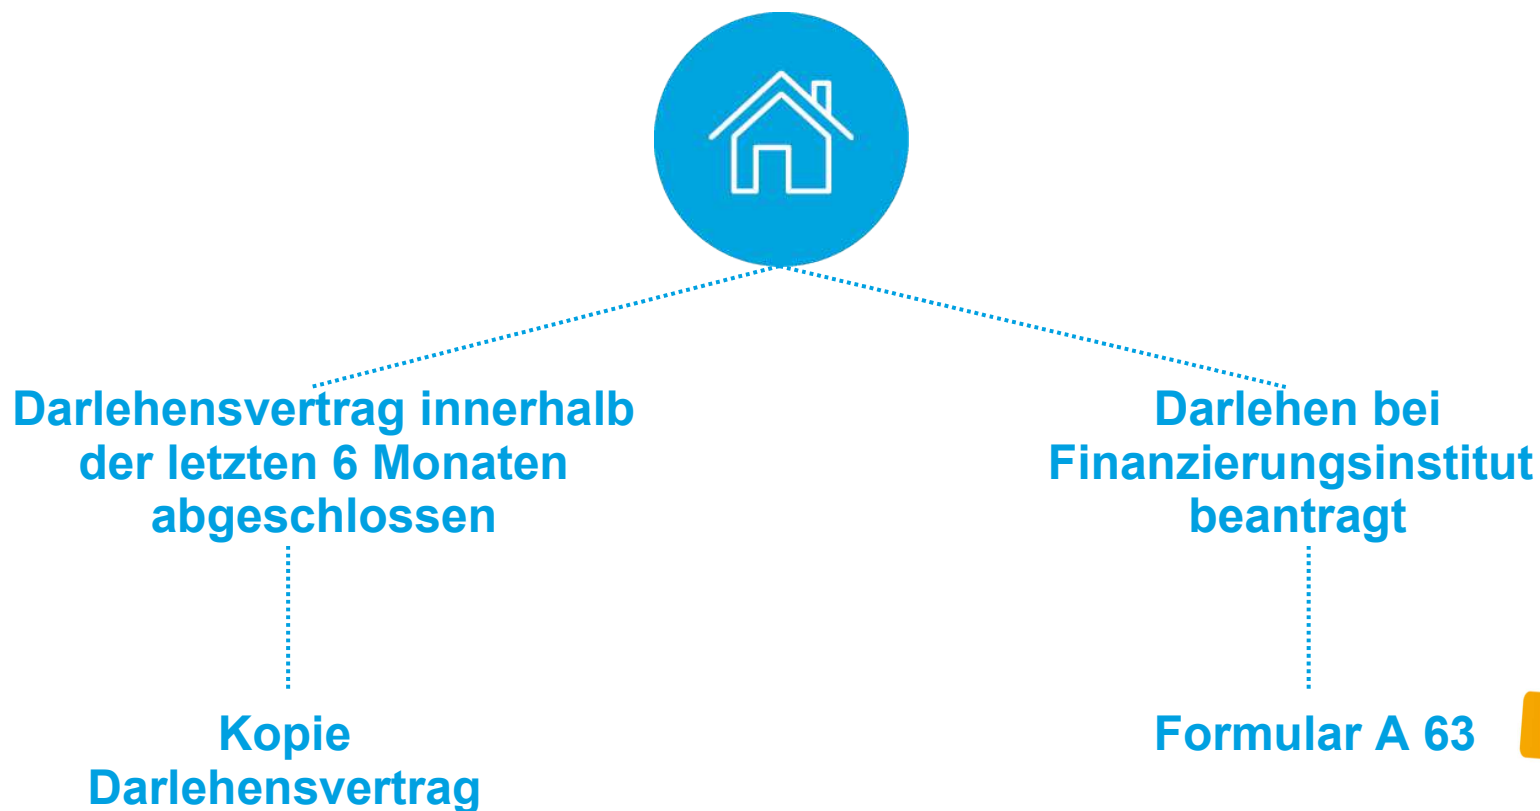 Darlehensvertrag innerhalb
der letzten 6 Monaten
abgeschlossen
Kopie
Darlehensvertrag
Darlehen bei
Finanzierungsinstitut
beantragt
Formular A 63